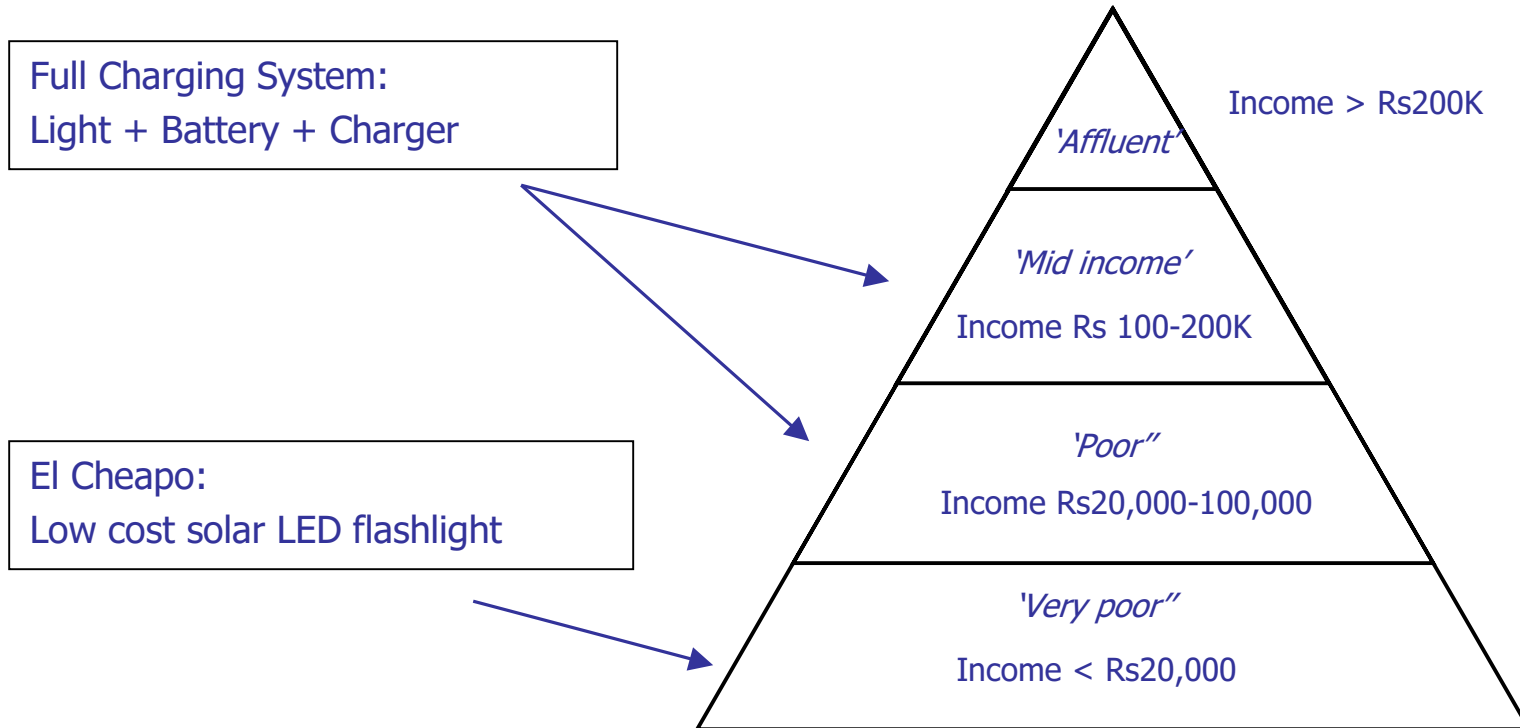 Full Charging System:
Light + Battery + Charger
El Cheapo:
Low cost solar LED flashlight
Income > Rs200K
‘Affluent’
‘Mid income’
Income Rs 100-200K
‘Poor’’
Income Rs20,000-100,000
‘Very poor’’
Income < Rs20,000